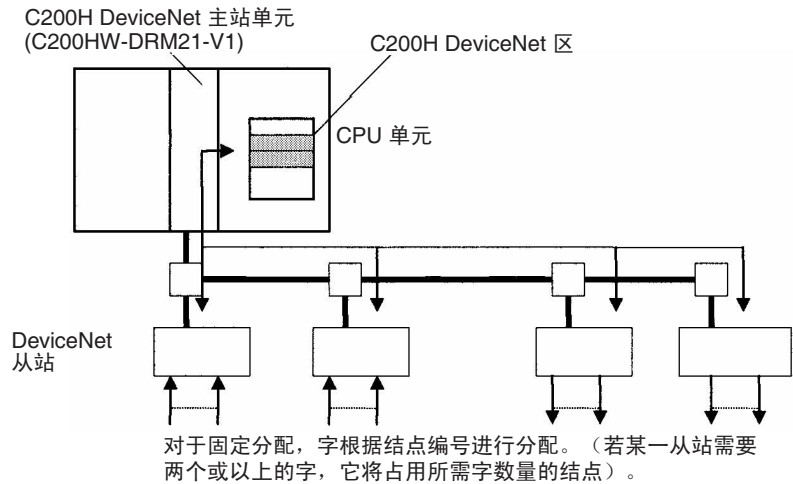 C200H DeviceNet 主站单元
(C200HW-DRM21-V1)
C200H DeviceNet 区
CPU 单元
DeviceNet
从站
对于固定分配，字根据结点编号进行分配。（若某一从站需要
两个或以上的字，它将占用所需字数量的结点）。